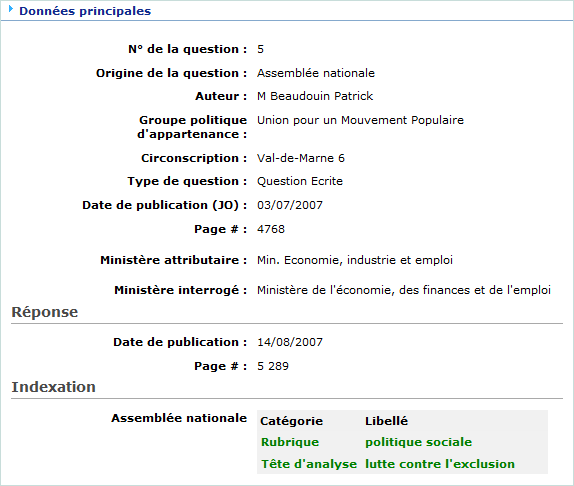 Données principales
N° de la question : 5
Origine de la question : Assemblée nationale
Auteur : M Beaudouin Patrick
Groupe politique Union pour un Mouvement Populaire
d'appartenance :
Circonscription : Val-de-Marne 6
Type de question : Question Ecrite
Date de publication (JO) : 03/07/2007
Page # : 4768
Ministère attributaire : Min. Economie, industrie et emploi
Ministère interrogé : Ministère de l'économie, des finances et de l'emploi
Réponse
Date de publication : 14/08/2007
Page # : 5 289
Indexation
Assemblée nationale Catégorie Libellé
Rubrique politique sociale
Tête d'analyse lutte contre l'exclusion